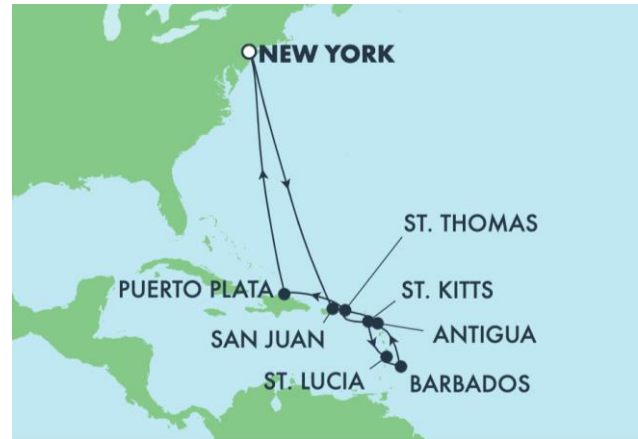 NEW YORK
ST. THOMAS
PUERTO PLATA
ST. KITTS
SAN JUAN
ANTIGUA
ST. LUCIA
BARBADOS